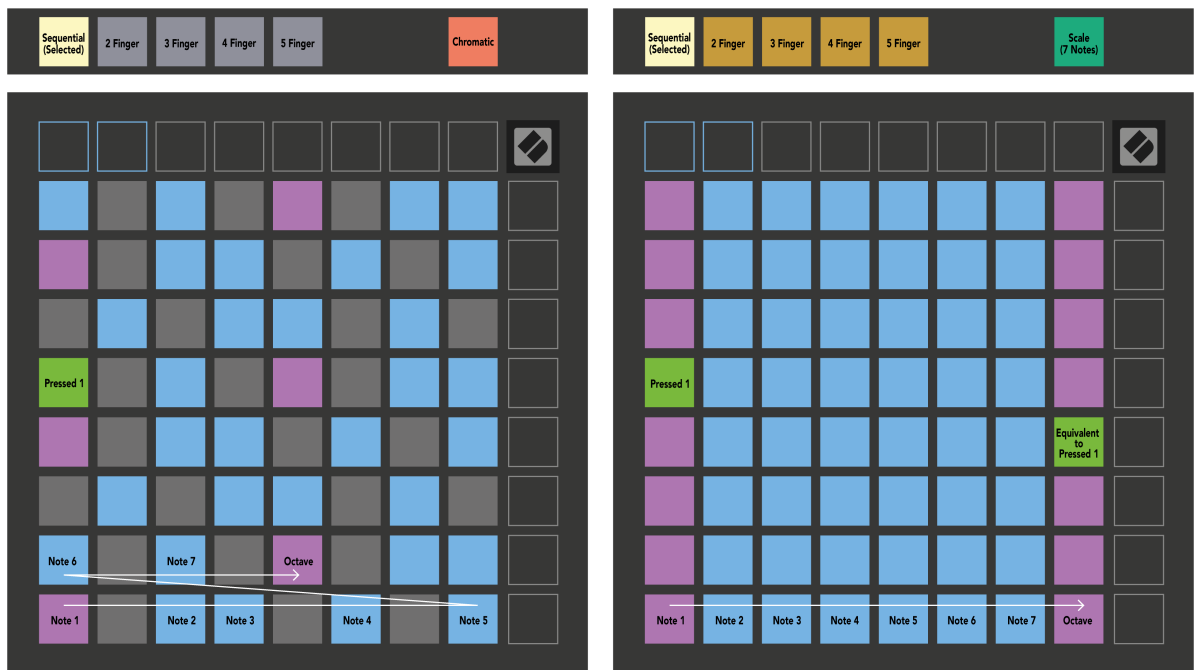 Sequential
(Selected)
2 Finger
3 Finger
4 Finger
5 Finger
Chromatic
Pressed 1
Note 6
Note 7
Octave
Note 1
Note 2
Note 3
Note 4
Note 5
Sequential
(Selected)
2 Finger
3 Finger
4 Finger
5 Finger
Scale
(7 Notes)
Pressed 1
Equivalent
to
Pressed 1
Note 1
Note 2
Note 3
Note 4
Note 5
Note 6
Note 7
Octave